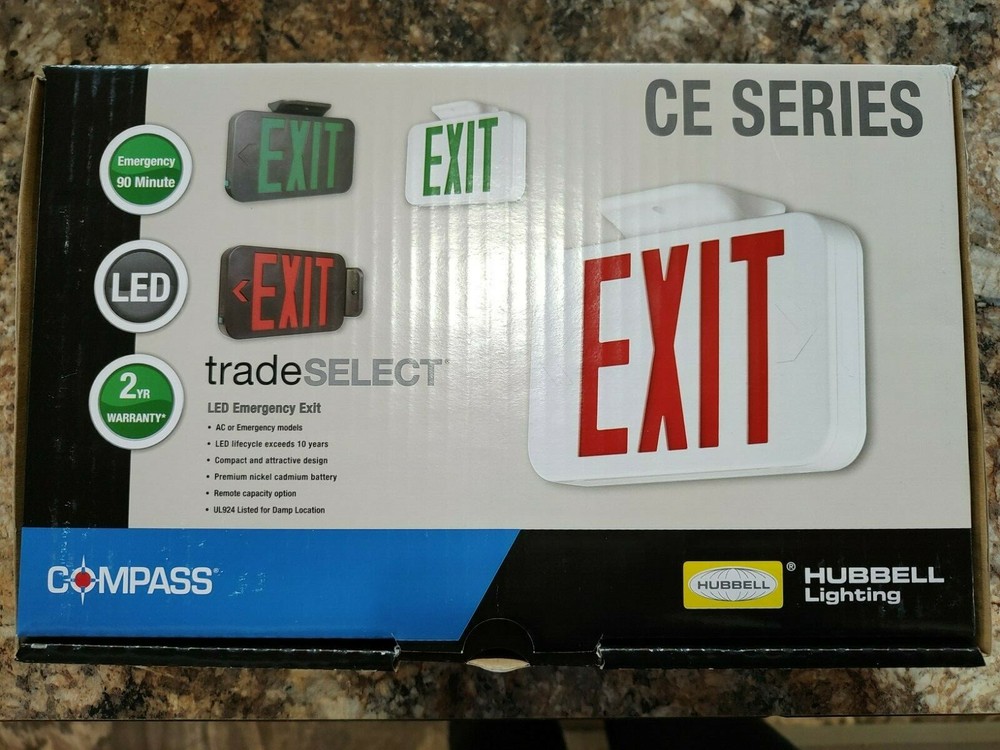 CE SERIES
Emergency
90 Minute
EXIT
EXIT
LED
EXIT
EXIT
2YR
WARRANTY*
tradeSELECT
LED Emergency Exit
• AC or Emergency models
• LED lifecycle exceeds 10 years
• Compact and attractive design
• Premium nickel cadmium battery
• Remote capacity option
• UL924 Listed for Damp Location
COMPASS®
HUBBELL®
HUBBELL
Lighting